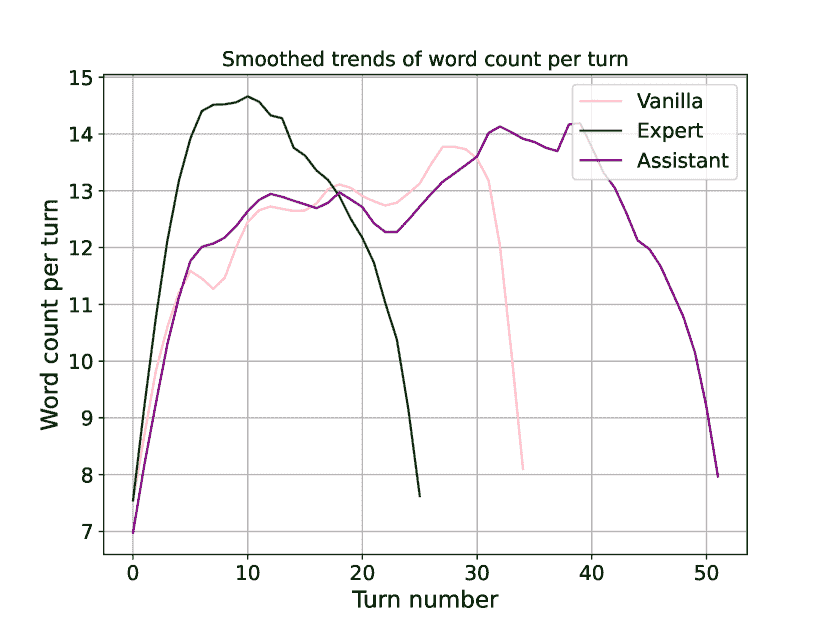 Smoothed trends of word count per turn
Vanilla
Expert
Assistant
15
14
13
12
11
10
9
8
7
Word count per turn
0 10 20 30 40 50
Turn number